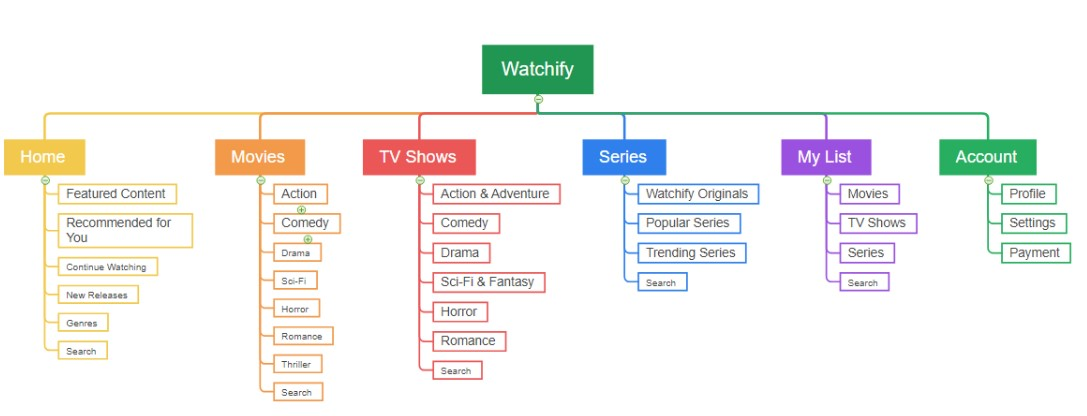 Watchify
Home
Featured Content
Recommended for
You
Continue Watching
New Releases
Genres
Search
Movies
Action
Comedy
Drama
Sci-Fi
Horror
Romance
Thriller
Search
TV Shows
Action & Adventure
Comedy
Drama
Sci-Fi & Fantasy
Horror
Romance
Search
Series
Watchify Originals
Popular Series
Trending Series
Search
My List
Movies
TV Shows
Series
Search
Account
Profile
Settings
Payment